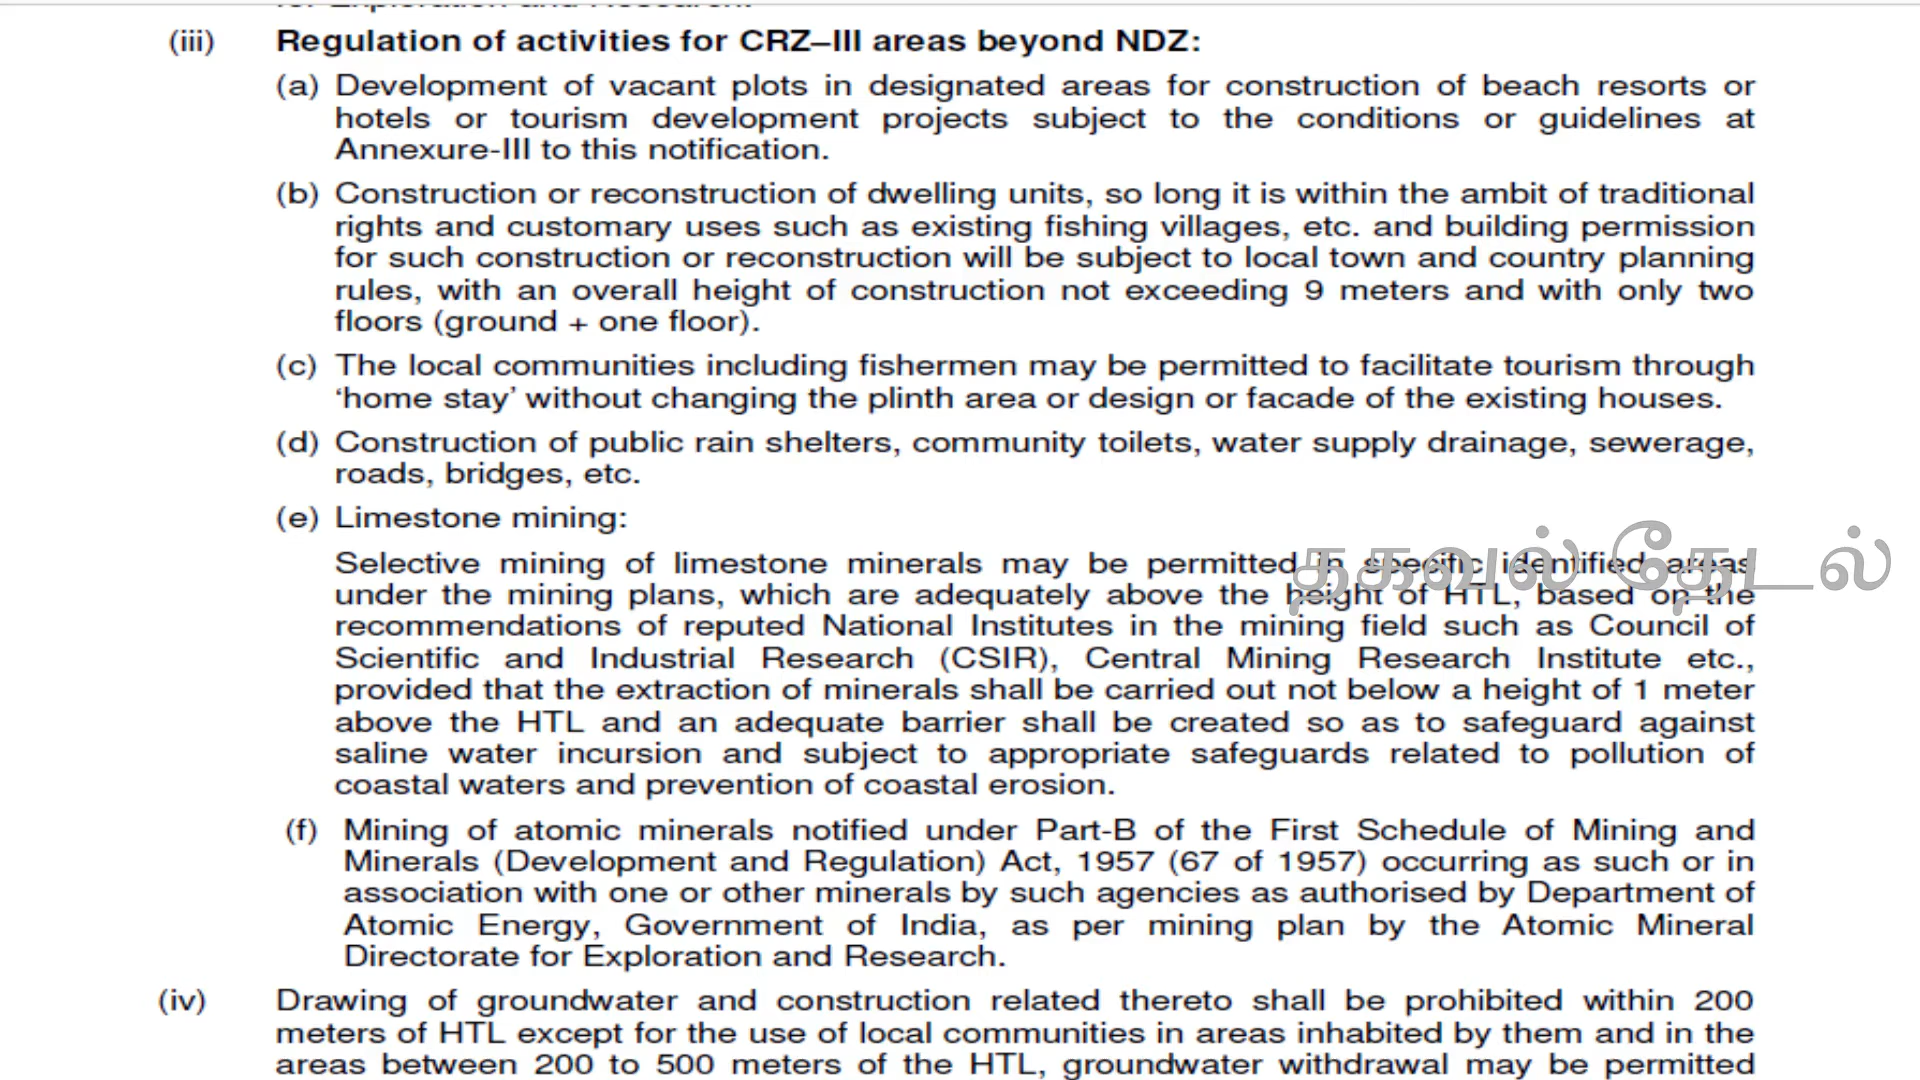 (iii) Regulation of activities for CRZ–III areas beyond NDZ:
(a) Development of vacant plots in designated areas for construction of beach resorts or
hotels or tourism development projects subject to the conditions or guidelines at
Annexure-III to this notification.
(b) Construction or reconstruction of dwelling units, so long it is within the ambit of traditional
rights and customary uses such as existing fishing villages, etc. and building permission
for such construction or reconstruction will be subject to local town and country planning
rules, with an overall height of construction not exceeding 9 meters and with only two
floors (ground + one floor).
(c) The local communities including fishermen may be permitted to facilitate tourism through
‘home stay’ without changing the plinth area or design or facade of the existing houses.
(d) Construction of public rain shelters, community toilets, water supply drainage, sewerage,
roads, bridges, etc.
(e) Limestone mining:
Selective mining of limestone minerals may be permitted in specific identified areas
under the mining plans, which are adequately above the height of HTL, based on the
தகவல் தேடல்
recommendations of reputed National Institutes in the mining field such as Council of
Scientific and Industrial Research (CSIR), Central Mining Research Institute etc.,
provided that the extraction of minerals shall be carried out not below a height of 1 meter
above the HTL and an adequate barrier shall be created so as to safeguard against
saline water incursion and subject to appropriate safeguards related to pollution of
coastal waters and prevention of coastal erosion.
(f) Mining of atomic minerals notified under Part-B of the First Schedule of Mining and
Minerals (Development and Regulation) Act, 1957 (67 of 1957) occurring as such or in
association with one or other minerals by such agencies as authorised by Department of
Atomic Energy, Government of India, as per mining plan by the Atomic Mineral
Directorate for Exploration and Research.
(iv) Drawing of groundwater and construction related thereto shall be prohibited within 200
meters of HTL except for the use of local communities in areas inhabited by them and in the
areas between 200 to 500 meters of the HTL, groundwater withdrawal may be permitted